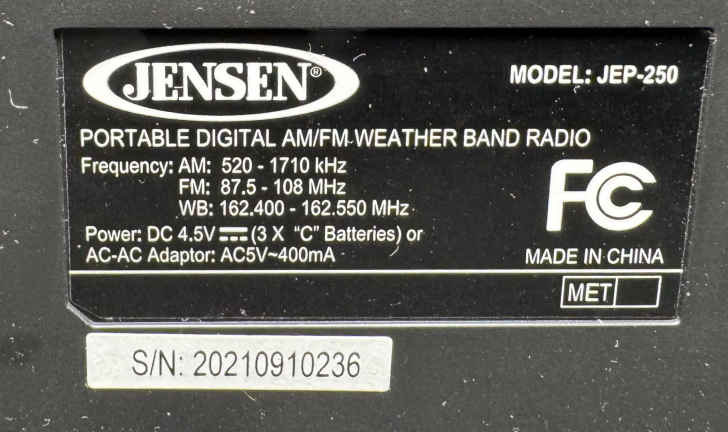 JENSEN®
MODEL: JEP-250
PORTABLE DIGITAL AM/FM WEATHER BAND RADIO
Frequency: AM: 520 - 1710 kHz
FM: 87.5 - 108 MHz
WB: 162.400 - 162.550 MHz
Power: DC 4.5V (3 X "C" Batteries) or
AC-AC Adaptor: AC5V~400mA
FC
MADE IN CHINA
MET
S/N: 20210910236